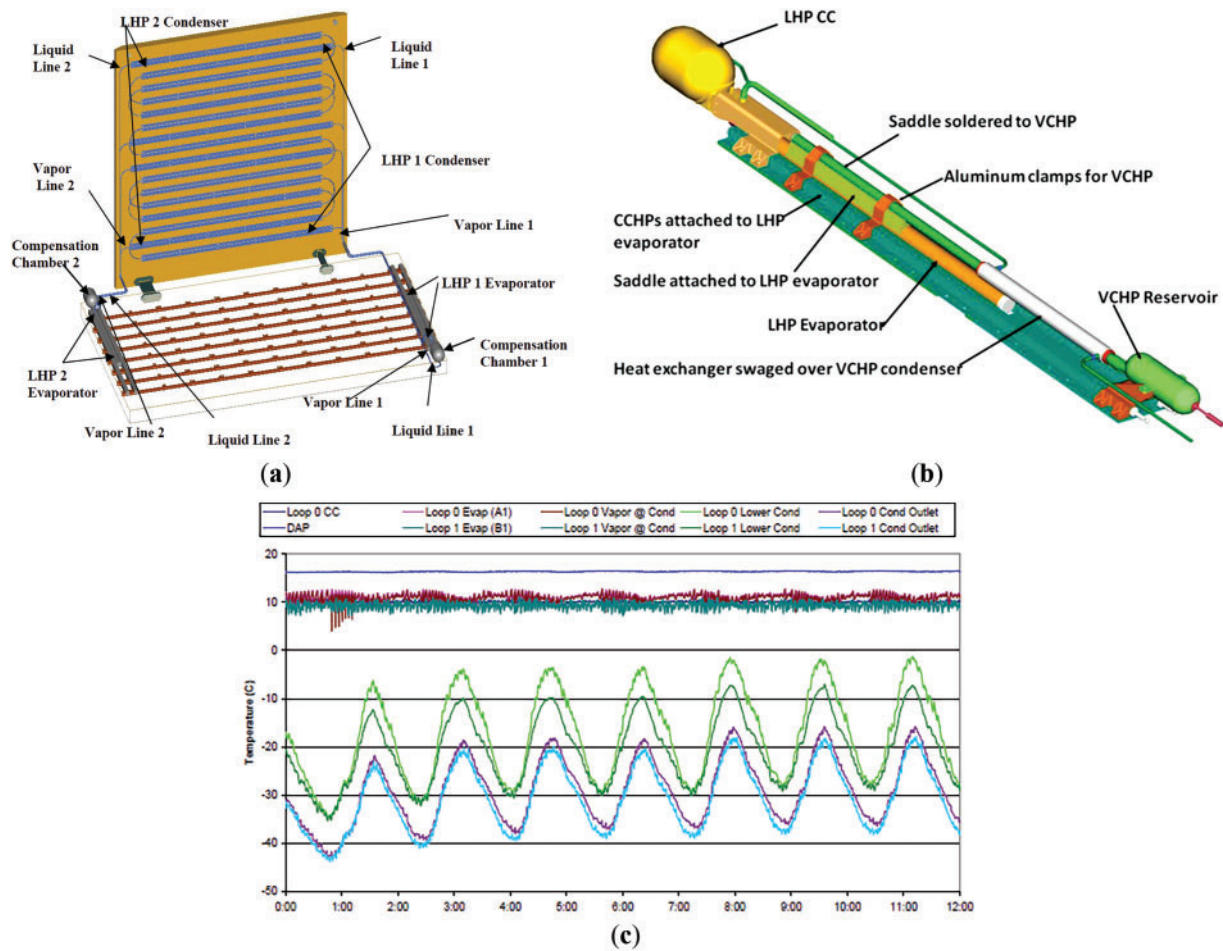 LHP 2 Condenser
Liquid
Line 2
Liquid
Line 1
Vapor
Line 2
LHP 1 Condenser
Vapor Line 1
Compensation
Chamber 2
LHP 1 Evaporator
Compensation
Chamber 1
LHP 2
Evaporator
Vapor Line 1
Vapor Line 2
Liquid Line 2
Liquid Line 1
(a)
LHP CC
Saddle soldered to VCHP
Aluminum clamps for VCHP
CCHPs attached to LHP
evaporator
Saddle attached to LHP evaporator
VCHP Reservoir
LHP Evaporator
Heat exchanger swaged over VCHP condenser
(b)
Loop 0 CC Loop 0 Evap (A1) Loop 0 Vapor @ Cond Loop 0 Lower Cond Loop 0 Cond Outlet
DAP Loop 1 Evap (B1) Loop 1 Vapor @ Cond Loop 1 Lower Cond Loop 1 Cond Outlet
20
10
0
-10
Temperature (C)
-20
-30
-40
-50
0:00 1:00 2:00 3:00 4:00 5:00 6:00 7:00 8:00 9:00 10:00 11:00 12:00
(c)